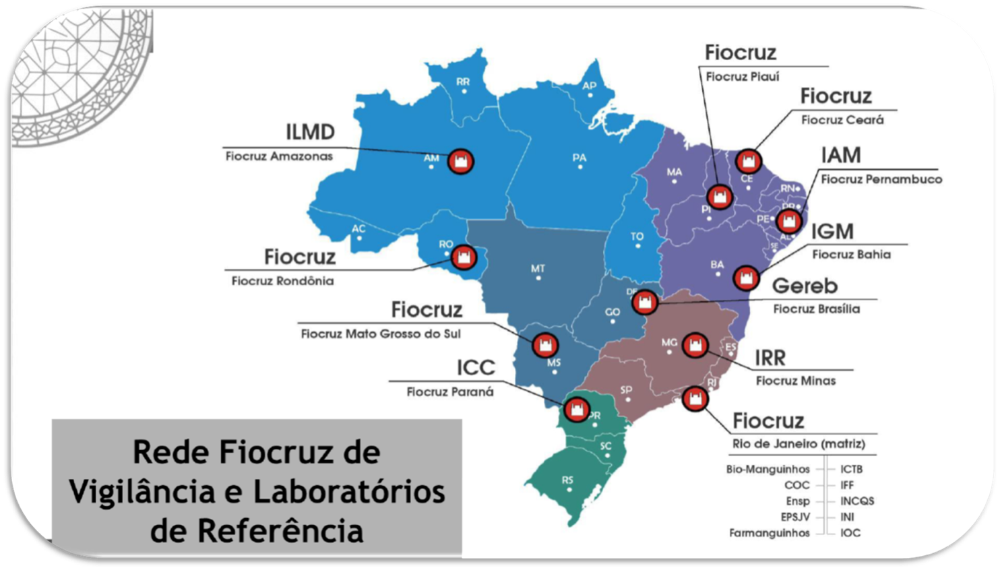 Fiocruz
Fiocruz Piauí
Fiocruz
Fiocruz Ceará
ILMD
Fiocruz Amazonas
IAM
Fiocruz Pernambuco
IGM
Fiocruz Bahia
Fiocruz
Fiocruz Rondônia
Gereb
Fiocruz Brasília
Fiocruz
Fiocruz Mato Grosso do Sul
IRR
Fiocruz Minas
ICC
Fiocruz Paraná
Fiocruz
Rio de Janeiro (matriz)
Bio-Manguinhos
ICTB
COC
IFF
Ensp
INCQS
EPSJV
INI
Farmanguinhos
IOC
RR
AP
AM
PA
MA
CE
RN
PI
PE
AL
SE
AC
RO
TO
MT
BA
DF
GO
MG
ES
MS
SP
RJ
PR
SC
RS
Rede Fiocruz de
Vigilância e Laboratórios
de Referência